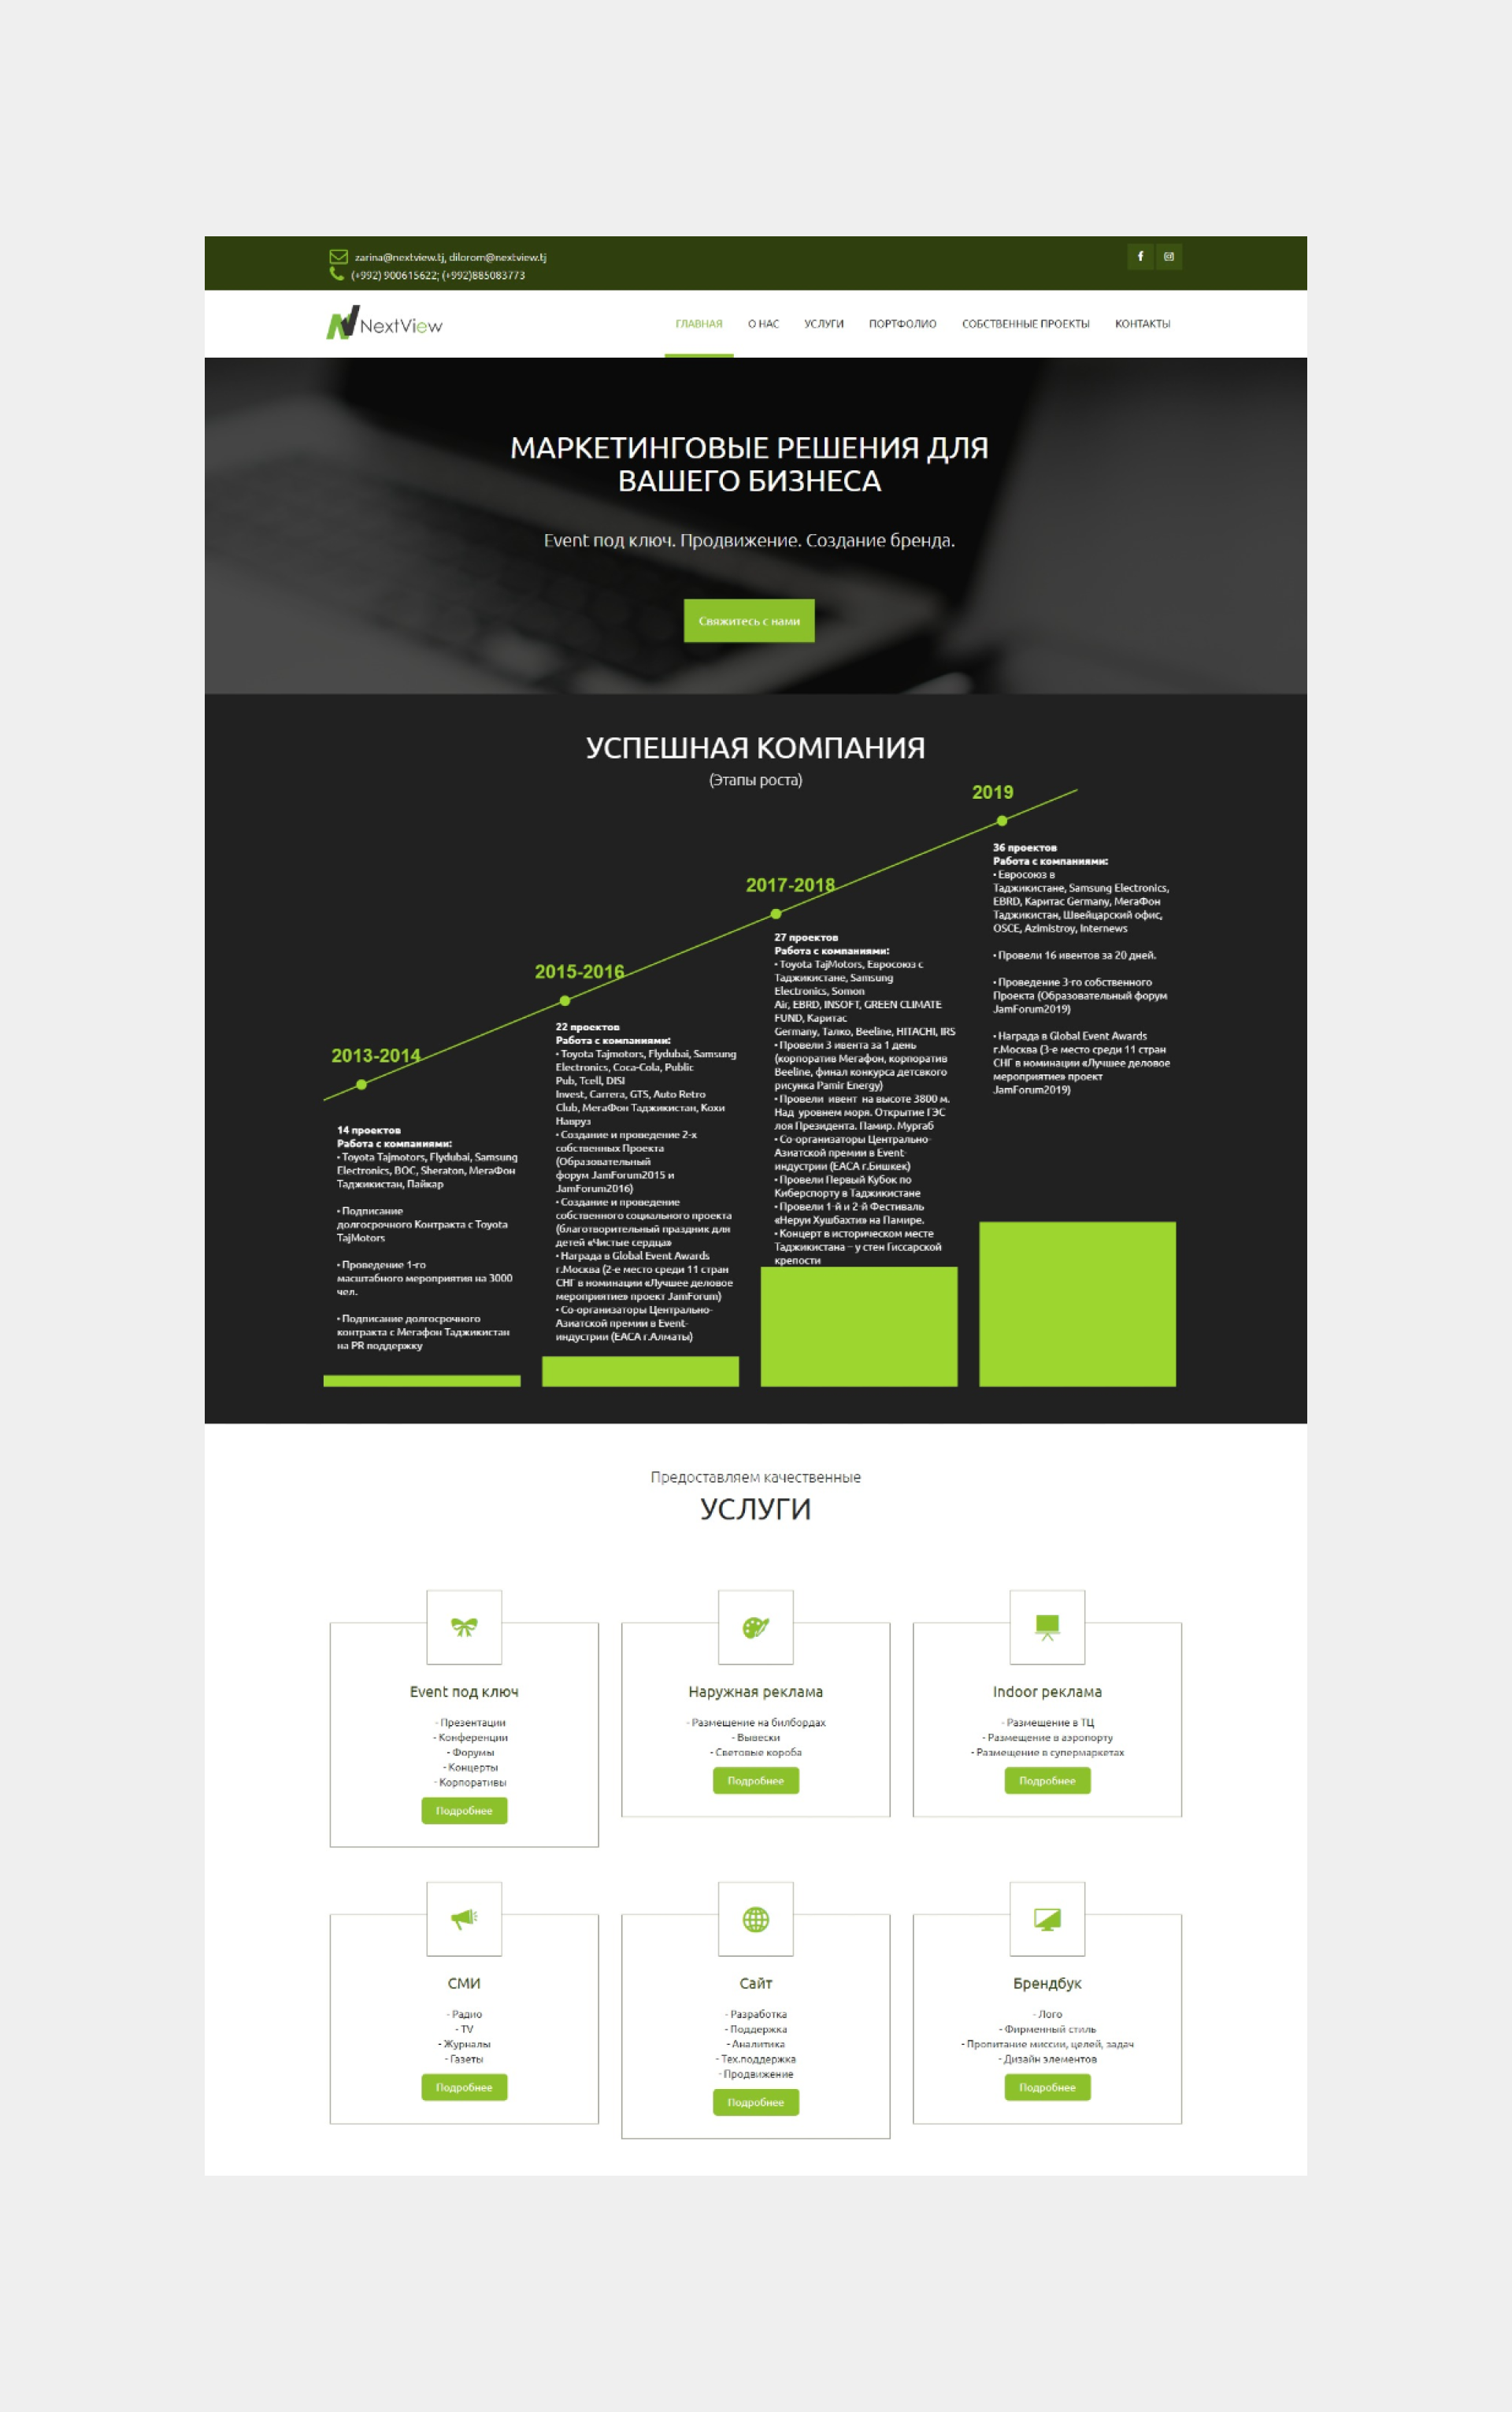 zarina@nextview.tj, dilorom@nextview.tj
(+992) 900615622; (+992)885083773
NextView
ГЛАВНАЯ О НАС УСЛУГИ ПОРТФОЛИО СОБСТВЕННЫЕ ПРОЕКТЫ КОНТАКТЫ
МАРКЕТИНГОВЫЕ РЕШЕНИЯ ДЛЯ
ВАШЕГО БИЗНЕСА
Event под ключ. Продвижение. Создание бренда.
Свяжитесь с нами
УСПЕШНАЯ КОМПАНИЯ
(Этапы роста)
2013-2014
14 проектов
Работа с компаниями:
• Toyota Tajmotors, Flydubai, Samsung
Electronics, BOC, Sheraton, МегаФон
Таджикистан, Пайкар
• Подписание
долгосрочного Контракта с Toyota
TajMotors
• Проведение 1-го
масштабного мероприятия на 3000
чел.
• Подписание долгосрочного
контракта с Мегафон Таджикистан
на PR поддержку
2015-2016
22 проектов
Работа с компаниями:
• Toyota Tajmotors, Flydubai, Samsung
Electronics, Coca-Cola, Public
Pub, Tcell, DISI
Invest, Carrera, GTS, Auto Retro
Club, МегаФон Таджикистан, Кохи
Навруз
• Создание и проведение 2-х
собственных Проекта
(Образовательный
форум JamForum2015 и
JamForum2016)
• Создание и проведение
собственного социального проекта
(благотворительный праздник для
детей «Чистые сердца»
• Награда в Global Event Awards
г.Москва (2-е место среди 11 стран
СНГ в номинации «Лучшее деловое
мероприятие» проект JamForum)
• Со-организаторы Центрально-
Азиатской премии в Event-
индустрии (EACA г.Алматы)
2017-2018
27 проектов
Работа с компаниями:
• Toyota TajMotors, Евросоюз с
Таджикистане, Samsung
Electronics, Somon
Air, EBRD, INSOFT, GREEN CLIMATE
FUND, Каритас
Germany, Талко, Beeline, HITACHI, IRS
• Провели 3 ивента за 1 день
(корпоратив Мегафон, корпоратив
Beeline, финал конкурса детсвкого
рисунка Pamir Energy)
• Провели ивент на высоте 3800 м.
Над уровнем моря. Открытие ГЭС
лоя Президента. Памир. Мургаб
• Со-организаторы Центрально-
Азиатской премии в Event-
индустрии (EACA г.Бишкек)
• Провели Первый Кубок по
Киберспорту в Таджикистане
• Провели 1-й и 2-й Фестиваль
«Неруи Хушбахти» на Памире.
• Концерт в историческом месте
Таджикистана – у стен Гиссарской
крепости
2019
36 проектов
Работа с компаниями:
• Евросоюз в
Таджикистане, Samsung Electronics,
EBRD, Каритас Germany, МегаФон
Таджикистан, Швейцарский офис,
OSCE, Azimistroy, Internews
• Провели 16 ивентов за 20 дней.
• Проведение 3-го собственного
Проекта (Образовательный форум
JamForum2019)
• Награда в Global Event Awards
г.Москва (3-е место среди 11 стран
СНГ в номинации «Лучшее деловое
мероприятие» проект
JamForum2019)
Предоставляем качественные
УСЛУГИ
Event под ключ
- Презентации
- Конференции
- Форумы
- Концерты
- Корпоративы
Подробнее
Наружная реклама
- Размещение на билбордах
- Вывески
- Световые короба
Подробнее
Indoor реклама
- Размещение в ТЦ
- Размещение в аэропорту
- Размещение в супермаркетах
Подробнее
СМИ
- Радио
- TV
- Журналы
- Газеты
Подробнее
Сайт
- Разработка
- Поддержка
- Аналитика
- Тех.поддержка
- Продвижение
Подробнее
Брендбук
- Лого
- Фирменный стиль
- Пропитание миссии, целей, задач
- Дизайн элементов
Подробнее